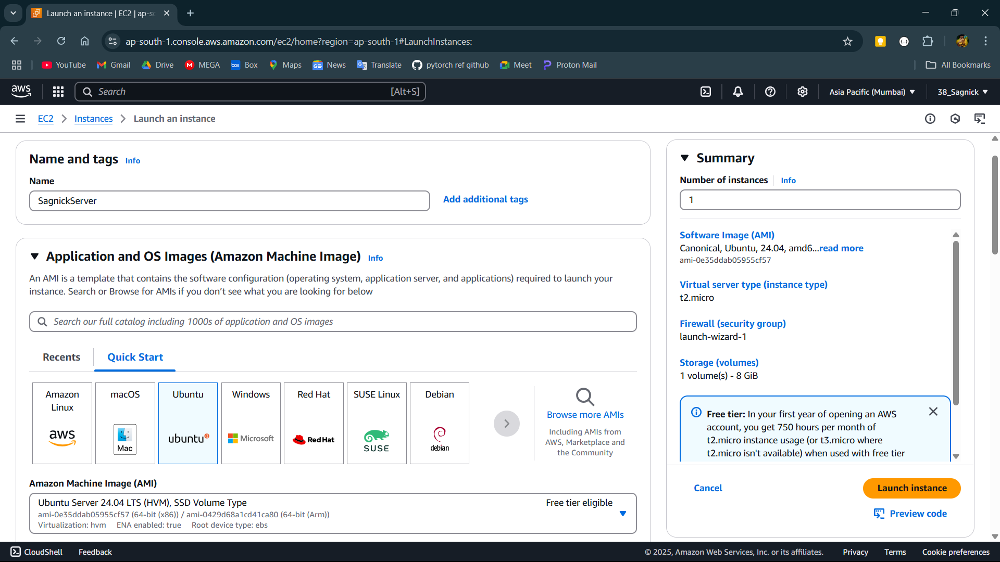 Launch an instance | EC2 | ap-so
ap-south-1.console.aws.amazon.com/ec2/home?region=ap-south-1#LaunchInstances:
YouTube
Gmail
Drive
MEGA
box Box
Maps
News
Translate
pytorch ref github
Meet
Proton Mail
All Bookmarks
aws
Search
[Alt+S]
Asia Pacific (Mumbai)
38_Sagnick
EC2
Instances
Launch an instance
Name and tags Info
Name
SagnickServer
Add additional tags
Application and OS Images (Amazon Machine Image) Info
An AMI is a template that contains the software configuration (operating system, application server, and applications) required to launch your
instance. Search or Browse for AMIs if you don’t see what you are looking for below
Search our full catalog including 1000s of application and OS images
Recents
Quick Start
Amazon
Linux
aws
macOS
Mac
Ubuntu
ubuntu
Windows
Microsoft
Red Hat
Red Hat
SUSE Linux
SUSE
Debian
debian
Browse more AMIs
Including AMIs from
AWS, Marketplace and
the Community
Amazon Machine Image (AMI)
Ubuntu Server 24.04 LTS (HVM), SSD Volume Type
Free tier eligible
ami-0e35ddab05955cf57 (64-bit (x86)) / ami-0429d68a1cd41ca80 (64-bit (Arm))
Virtualization: hvm ENA enabled: true Root device type: ebs
Summary
Number of instances Info
1
Software Image (AMI)
Canonical, Ubuntu, 24.04, amd6...read more
ami-0e35ddab05955cf57
Virtual server type (instance type)
t2.micro
Firewall (security group)
launch-wizard-1
Storage (volumes)
1 volume(s) - 8 GiB
Free tier: In your first year of opening an AWS
account, you get 750 hours per month of
t2.micro instance usage (or t3.micro where
t2.micro isn't available) when used with free tier
Cancel
Launch instance
Preview code
CloudShell
Feedback
© 2025, Amazon Web Services, Inc. or its affiliates.
Privacy
Terms
Cookie preferences